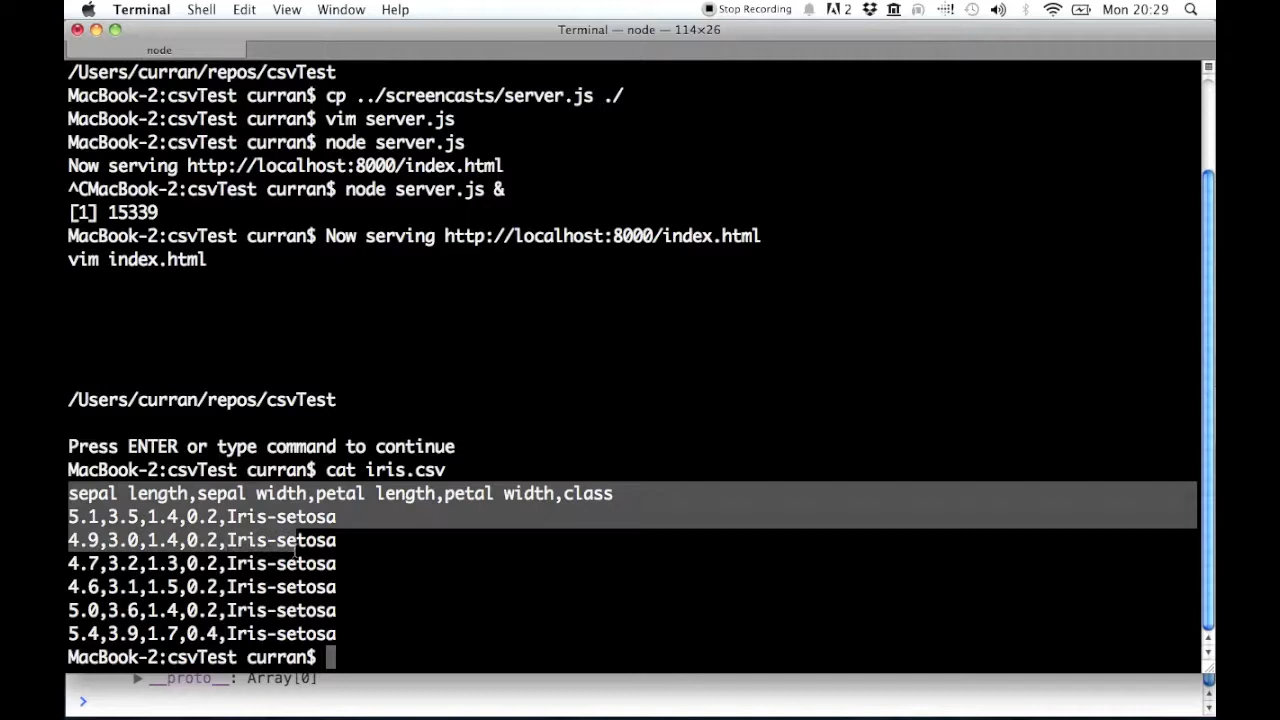 Terminal Shell Edit View Window Help Stop Recording 2 Mon 20:29
Terminal — node — 114×26
node
/Users/curran/repos/csvTest
MacBook-2:csvTest curran$ cp ../screencasts/server.js ./
MacBook-2:csvTest curran$ vim server.js
MacBook-2:csvTest curran$ node server.js
Now serving http://localhost:8000/index.html
^CMacBook-2:csvTest curran$ node server.js &
[1] 15339
MacBook-2:csvTest curran$ Now serving http://localhost:8000/index.html
vim index.html
/Users/curran/repos/csvTest
Press ENTER or type command to continue
MacBook-2:csvTest curran$ cat iris.csv
sepal length,sepal width,petal length,petal width,class
5.1,3.5,1.4,0.2,Iris-setosa
4.9,3.0,1.4,0.2,Iris-setosa
4.7,3.2,1.3,0.2,Iris-setosa
4.6,3.1,1.5,0.2,Iris-setosa
5.0,3.6,1.4,0.2,Iris-setosa
5.4,3.9,1.7,0.4,Iris-setosa
MacBook-2:csvTest curran$
__proto__: Array[0]
>